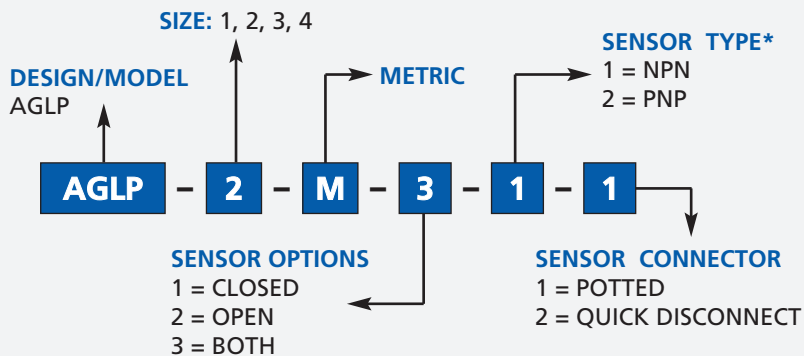 SIZE: 1, 2, 3, 4
SENSOR TYPE*
1 = NPN
2 = PNP
DESIGN/MODEL
AGLP
METRIC
AGLP - 2 - M - 3 - 1 - 1
SENSOR OPTIONS
1 = CLOSED
2 = OPEN
3 = BOTH
SENSOR CONNECTOR
1 = POTTED
2 = QUICK DISCONNECT